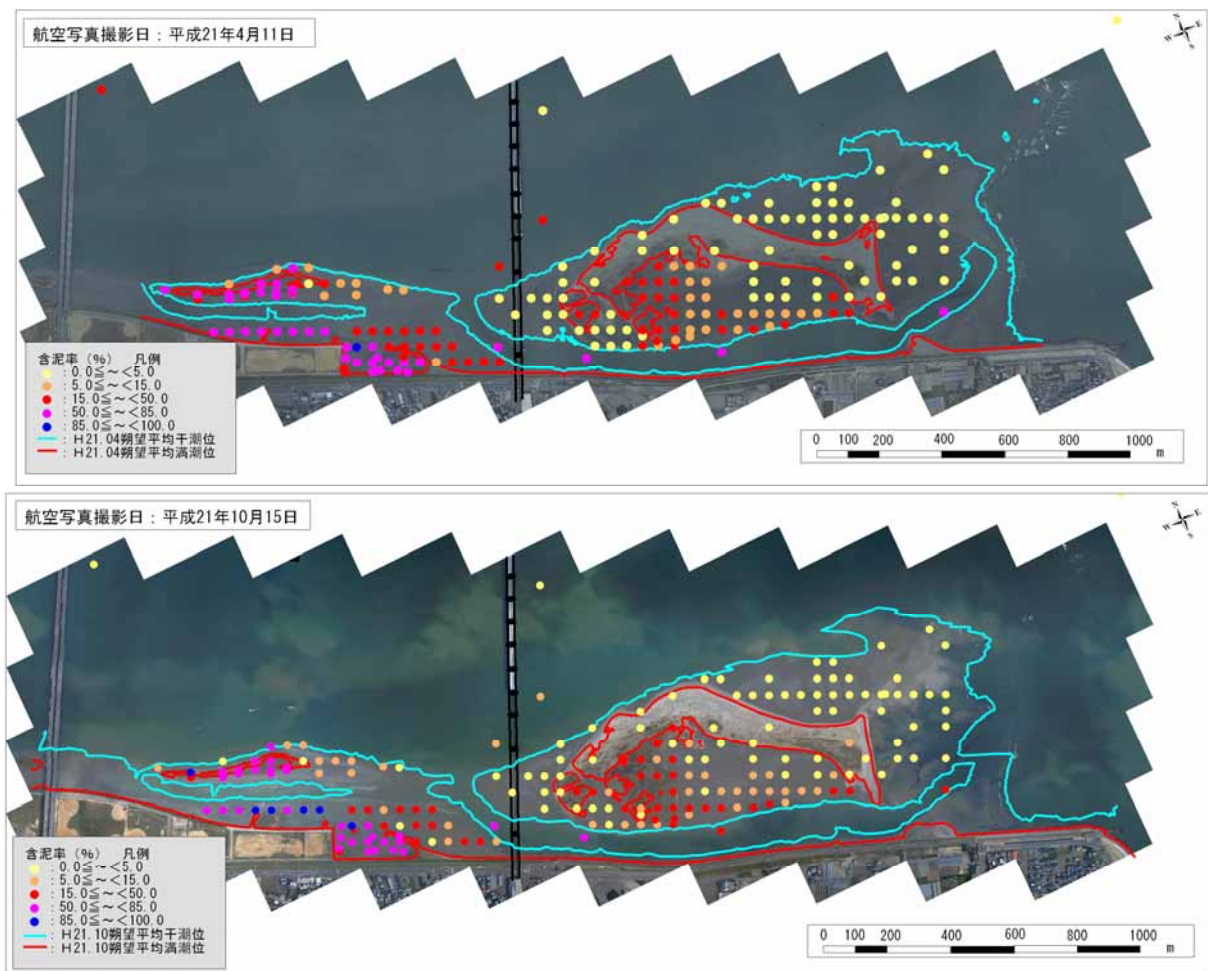 航空写真撮影日：平成21年4月11日
S
W
E
N
含泥率（%） 凡例
：0.0≦～<5.0
：5.0≦～<15.0
：15.0≦～<50.0
：50.0≦～<85.0
：85.0≦～<100.0
：H21.04朔望平均干潮位
：H21.04朔望平均満潮位
0 100 200 400 600 800 1000
m
航空写真撮影日：平成21年10月15日
S
W
E
N
含泥率（%） 凡例
：0.0≦～<5.0
：5.0≦～<15.0
：15.0≦～<50.0
：50.0≦～<85.0
：85.0≦～<100.0
：H21.10朔望平均干潮位
：H21.10朔望平均満潮位
0 100 200 400 600 800 1000
m